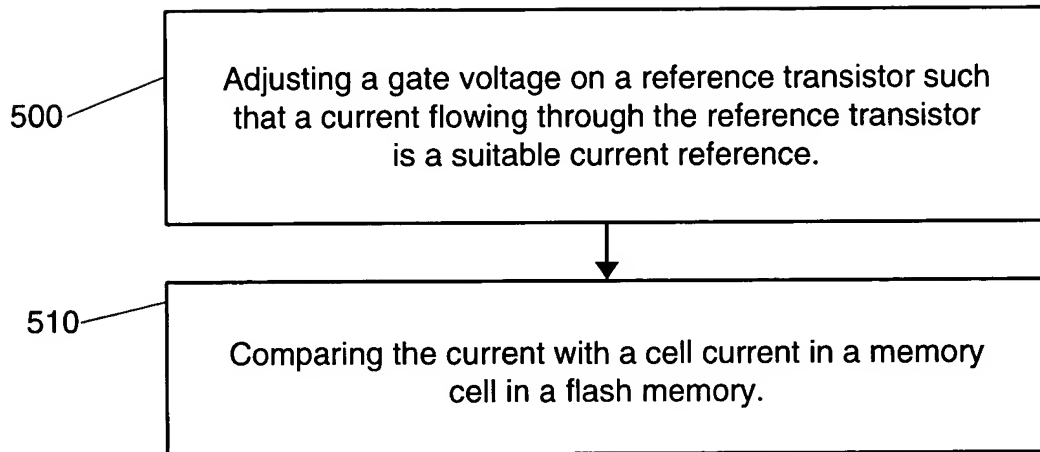 500
Adjusting a gate voltage on a reference transistor such
that a current flowing through the reference transistor
is a suitable current reference.
510
Comparing the current with a cell current in a memory
cell in a flash memory.